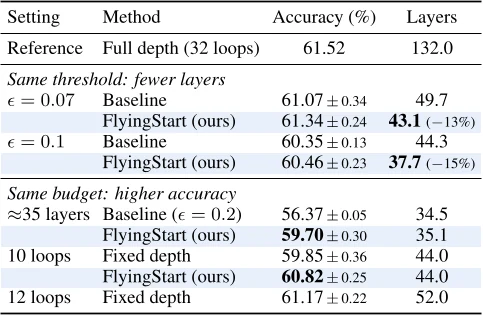 Setting Method Accuracy (%) Layers
Reference Full depth (32 loops) 61.52 132.0
Same threshold: fewer layers
ϵ = 0.07 Baseline 61.07 ± 0.34 49.7
FlyingStart (ours) 61.34 ± 0.24 43.1 (−13%)
ϵ = 0.1 Baseline 60.35 ± 0.13 44.3
FlyingStart (ours) 60.46 ± 0.23 37.7 (−15%)
Same budget: higher accuracy
≈35 layers Baseline (ϵ = 0.2) 56.37 ± 0.05 34.5
FlyingStart (ours) 59.70 ± 0.30 35.1
10 loops Fixed depth 59.85 ± 0.36 44.0
FlyingStart (ours) 60.82 ± 0.25 44.0
12 loops Fixed depth 61.17 ± 0.22 52.0